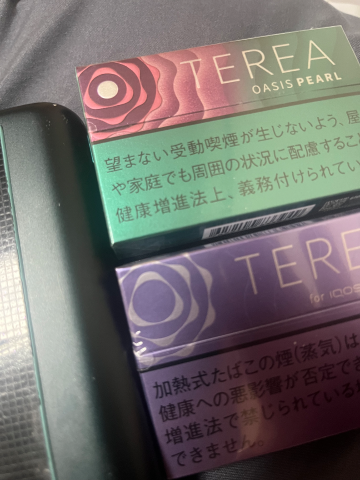 TEREA
OASIS PEARL
望まない受動喫煙が生じないよう、屋
や家庭でも周囲の状況に配慮すること
健康増進法上、義務付けられてい
TERE
for IQOS
加熱式たばこの煙(蒸気)は
健康への悪影響が否定でき
増進法で禁じられている
できません。